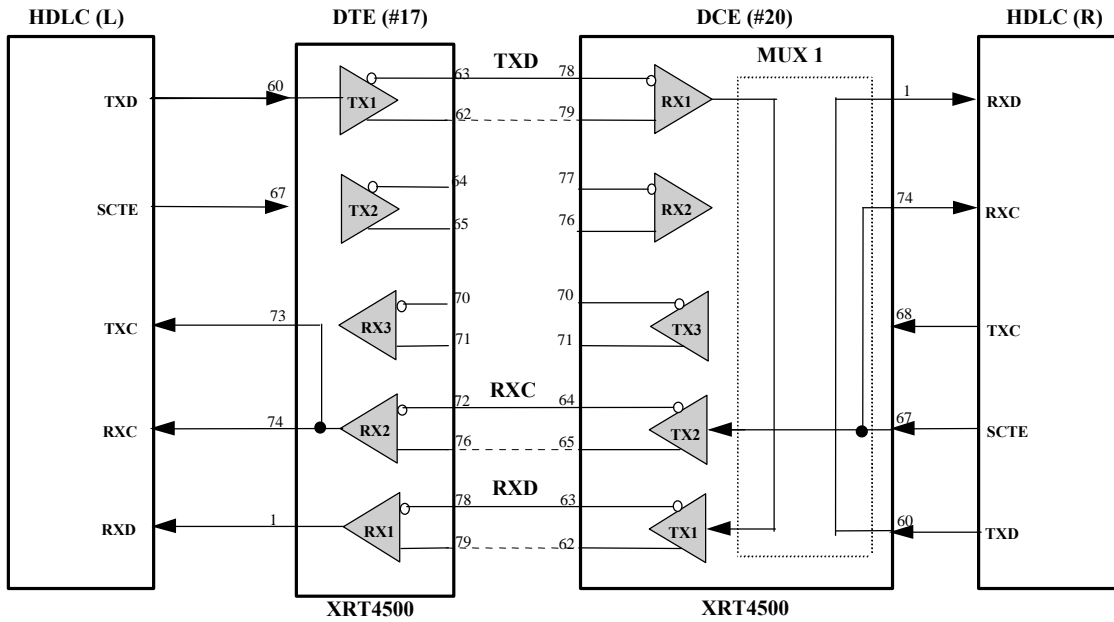 HDLC (L) DTE (#17) DCE (#20) HDLC (R)
TXD MUX 1
TXD 60 TX1 63 78 RX1 1 RXD
62 79
SCTE 67 TX2 64 77 RX2 74 RXC
65 76
TXC 73 RX3 70 70 TX3 68 TXC
71 71
RXC
RXC 74 RX2 72 64 TX2 67 SCTE
76 65
RXD
RXD 1 RX1 78 63 TX1 60 TXD
79 62
XRT4500 XRT4500